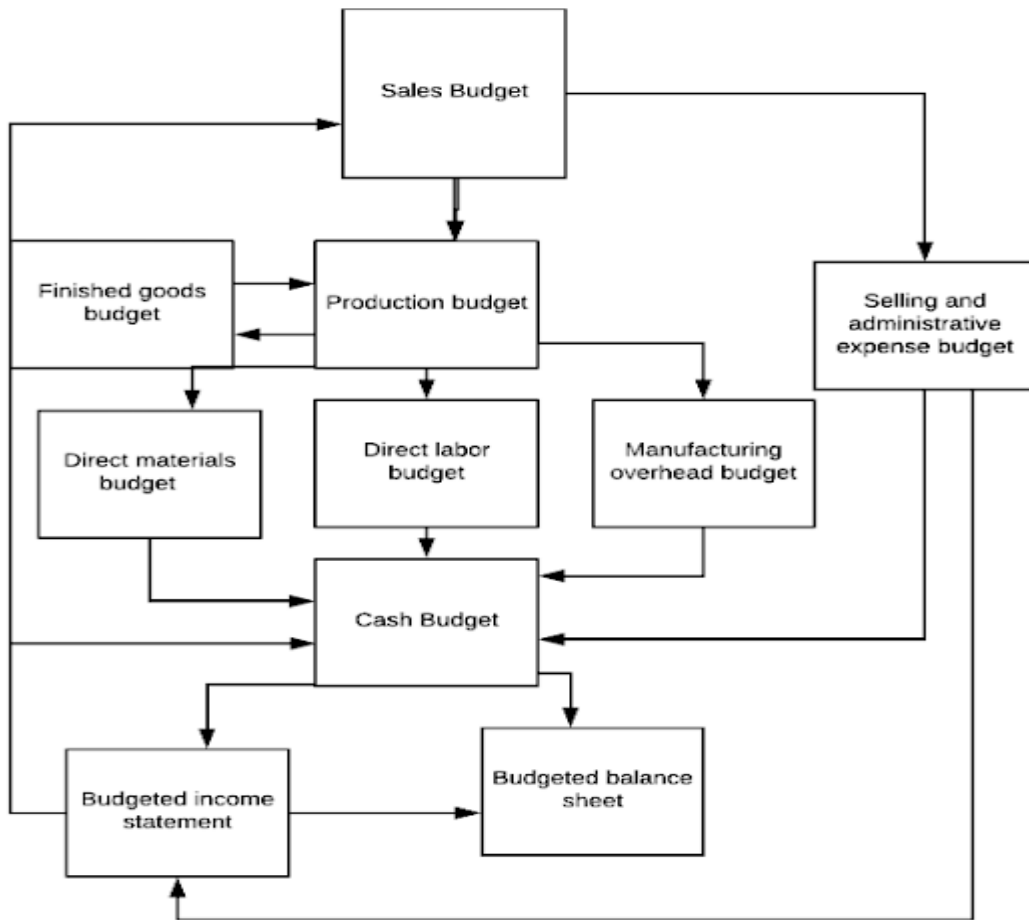 Sales Budget
Finished goods
budget
Production budget
Selling and
administrative
expense budget
Direct materials
budget
Direct labor
budget
Manufacturing
overhead budget
Cash Budget
Budgeted income
statement
Budgeted balance
sheet